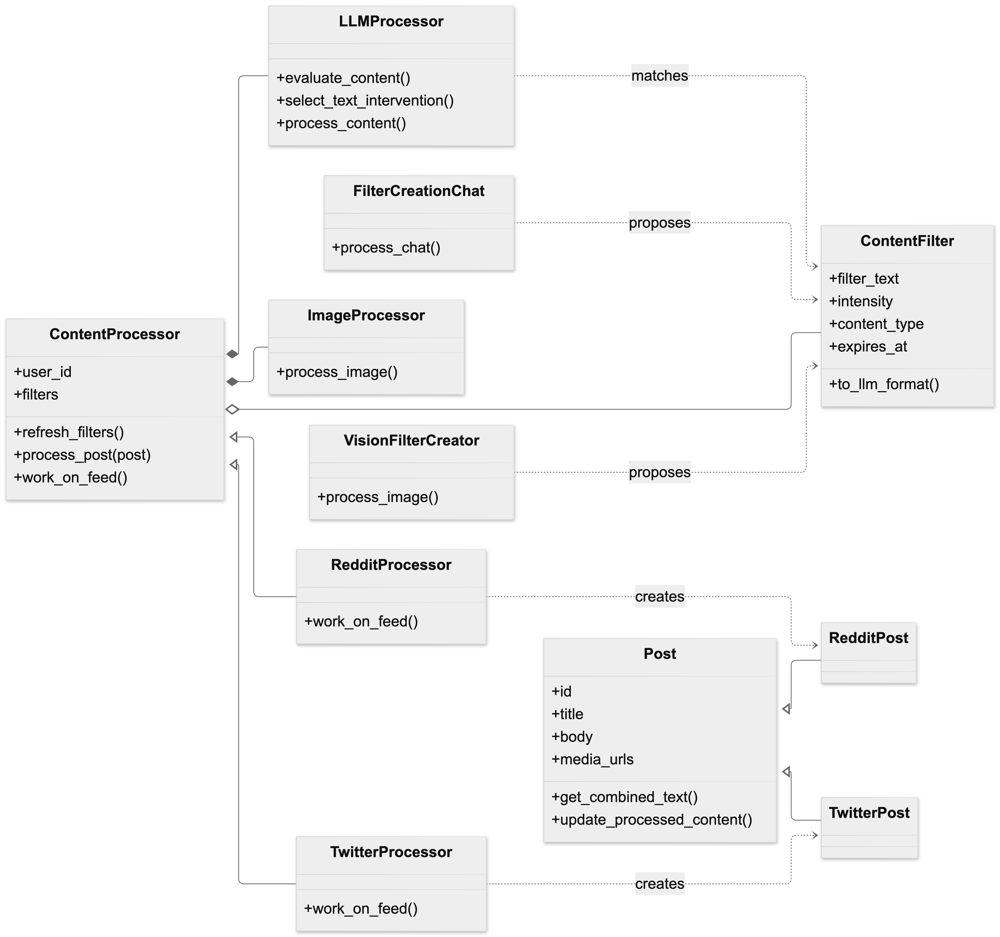 LLMProcessor
+evaluate_content()
+select_text_intervention()
+process_content()
matches
FilterCreationChat
+process_chat()
proposes
ContentFilter
+filter_text
+intensity
+content_type
+expires_at
+to_llm_format()
ImageProcessor
+process_image()
ContentProcessor
+user_id
+filters
+refresh_filters()
+process_post(post)
+work_on_feed()
VisionFilterCreator
+process_image()
proposes
RedditProcessor
+work_on_feed()
creates
RedditPost
Post
+id
+title
+body
+media_urls
+get_combined_text()
+update_processed_content()
TwitterPost
TwitterProcessor
+work_on_feed()
creates